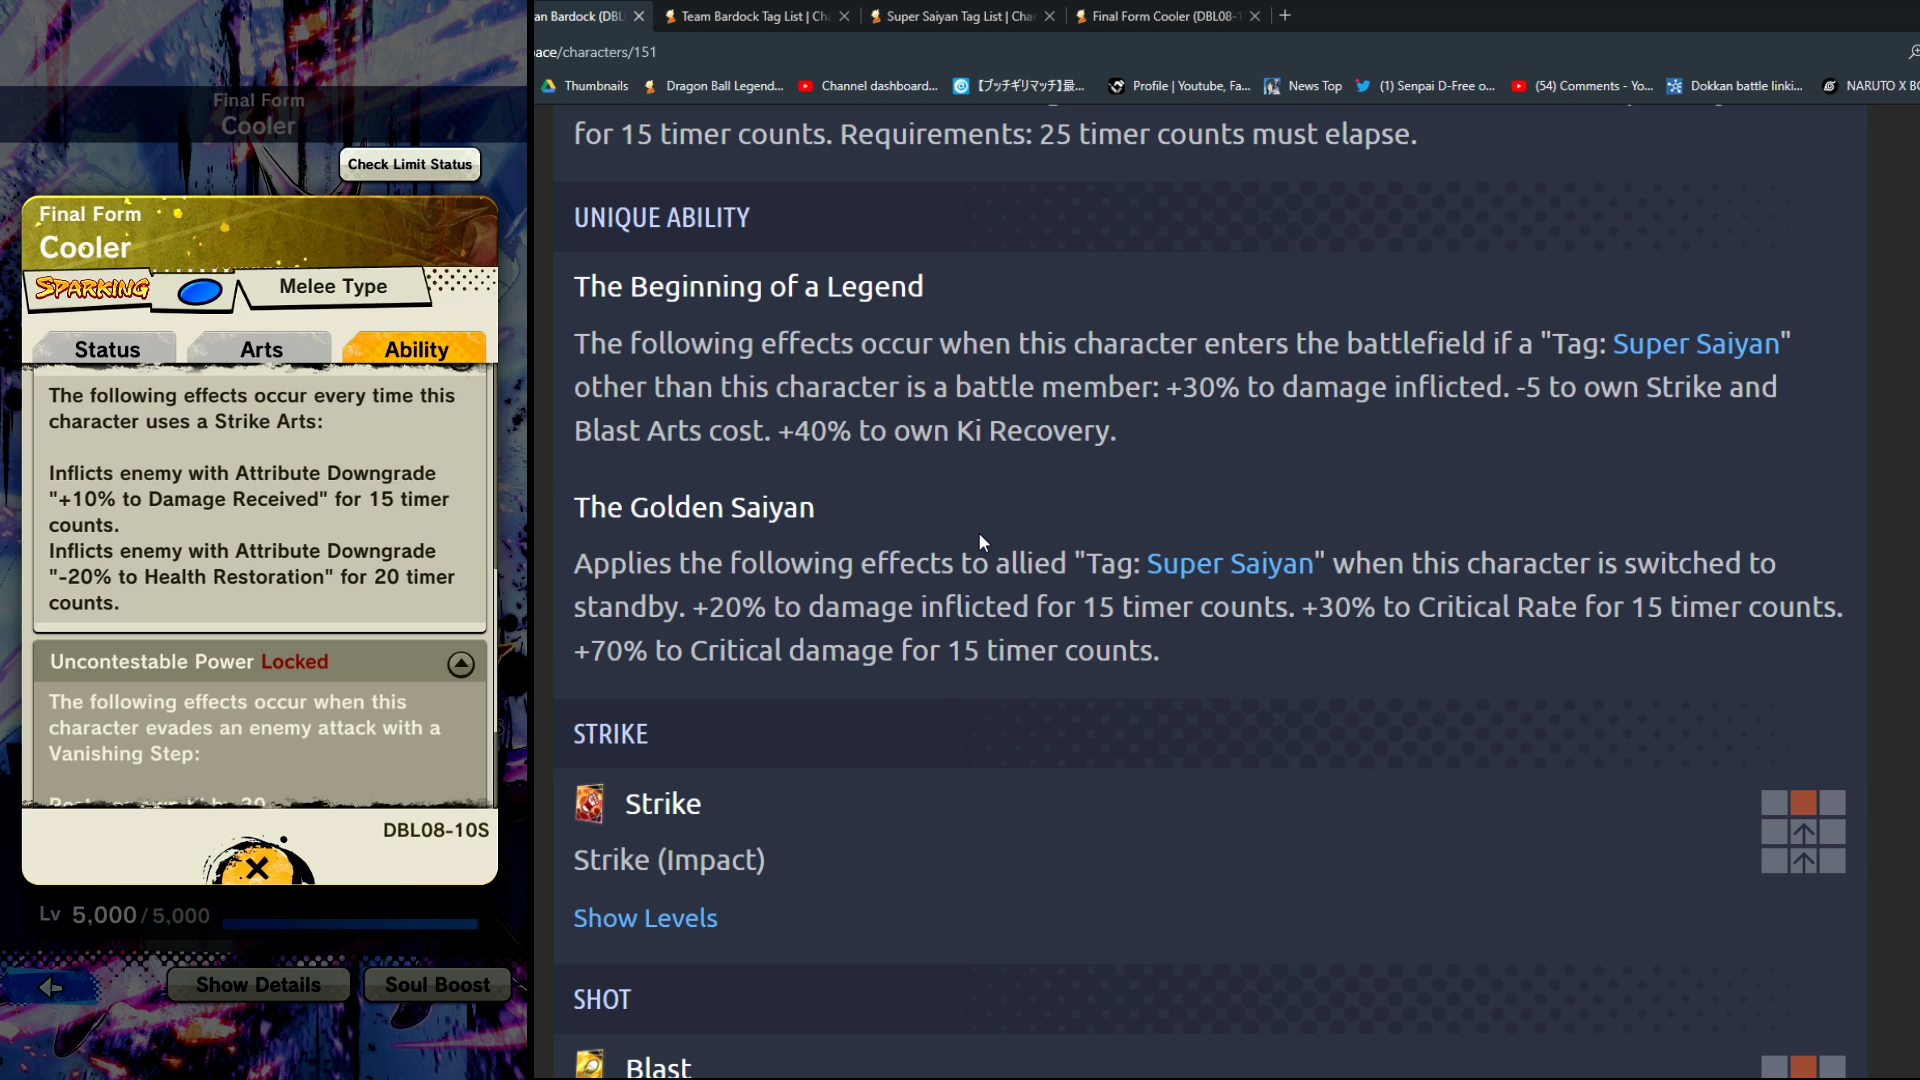 Final Form
Cooler
Check Limit Status
Final Form
Cooler
SPARKING
Melee Type
Status
Arts
Ability
The following effects occur every time this
character uses a Strike Arts:
Inflicts enemy with Attribute Downgrade
"+10% to Damage Received" for 15 timer
counts.
Inflicts enemy with Attribute Downgrade
"-20% to Health Restoration" for 20 timer
counts.
Uncontestable Power Locked
The following effects occur when this
character evades an enemy attack with a
Vanishing Step:
DBL08-10S
Lv 5,000/5,000
Show Details
Soul Boost
an Bardock (DBL
Team Bardock Tag List | Ch
Super Saiyan Tag List | Cha
Final Form Cooler (DBL08-
ace/characters/151
Thumbnails
Dragon Ball Legend...
Channel dashboard...
【ブッチギリマッチ】最...
Profile | Youtube, Fa...
News Top
(1) Senpai D-Free o...
(54) Comments - Yo...
Dokkan battle linki...
NARUTO X BO
for 15 timer counts. Requirements: 25 timer counts must elapse.
UNIQUE ABILITY
The Beginning of a Legend
The following effects occur when this character enters the battlefield if a "Tag: Super Saiyan"
other than this character is a battle member: +30% to damage inflicted. -5 to own Strike and
Blast Arts cost. +40% to own Ki Recovery.
The Golden Saiyan
Applies the following effects to allied "Tag: Super Saiyan" when this character is switched to
standby. +20% to damage inflicted for 15 timer counts. +30% to Critical Rate for 15 timer counts.
+70% to Critical damage for 15 timer counts.
STRIKE
Strike
Strike (Impact)
Show Levels
SHOT
Blast